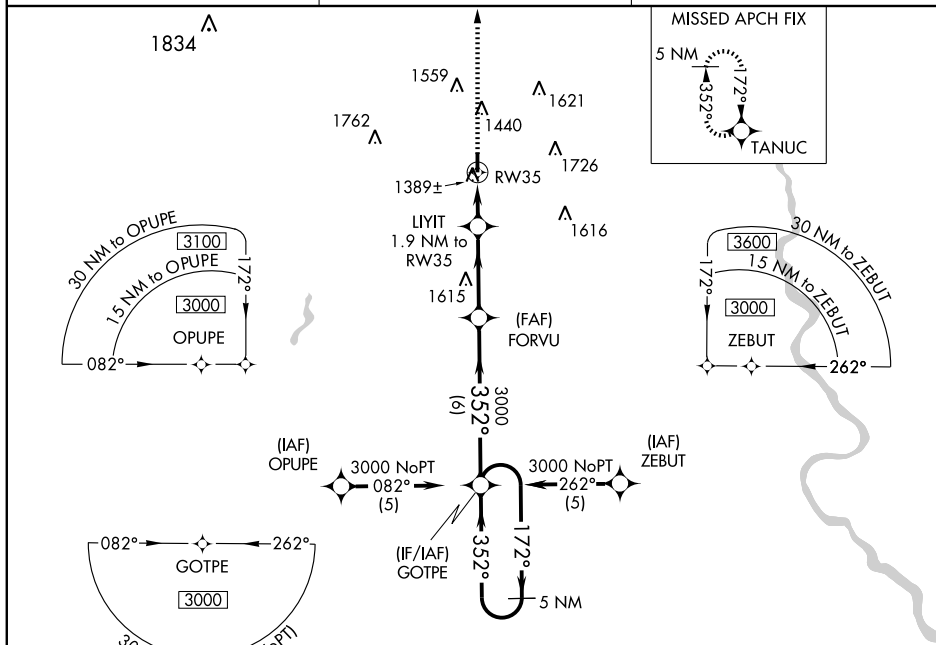 1834
MISSED APCH FIX
5 NM
352°
172°
TANUC
1559
1621
1440
1762
1726
1389±
RW35
LIYIT
1.9 NM to
RW35
1616
1615
(FAF)
FORVU
30 NM to OPUPE
3100
15 NM to OPUPE
3000
172°
OPUPE
082°
30 NM to ZEBUT
3600
15 NM to ZEBUT
3000
172°
ZEBUT
262°
3000
352°
(6)
(IAF)
OPUPE
3000 NoPT
082°
(5)
(IAF)
ZEBUT
3000 NoPT
262°
(5)
(IF/IAF)
GOTPE
352°
172°
5 NM
082°
262°
GOTPE
3000